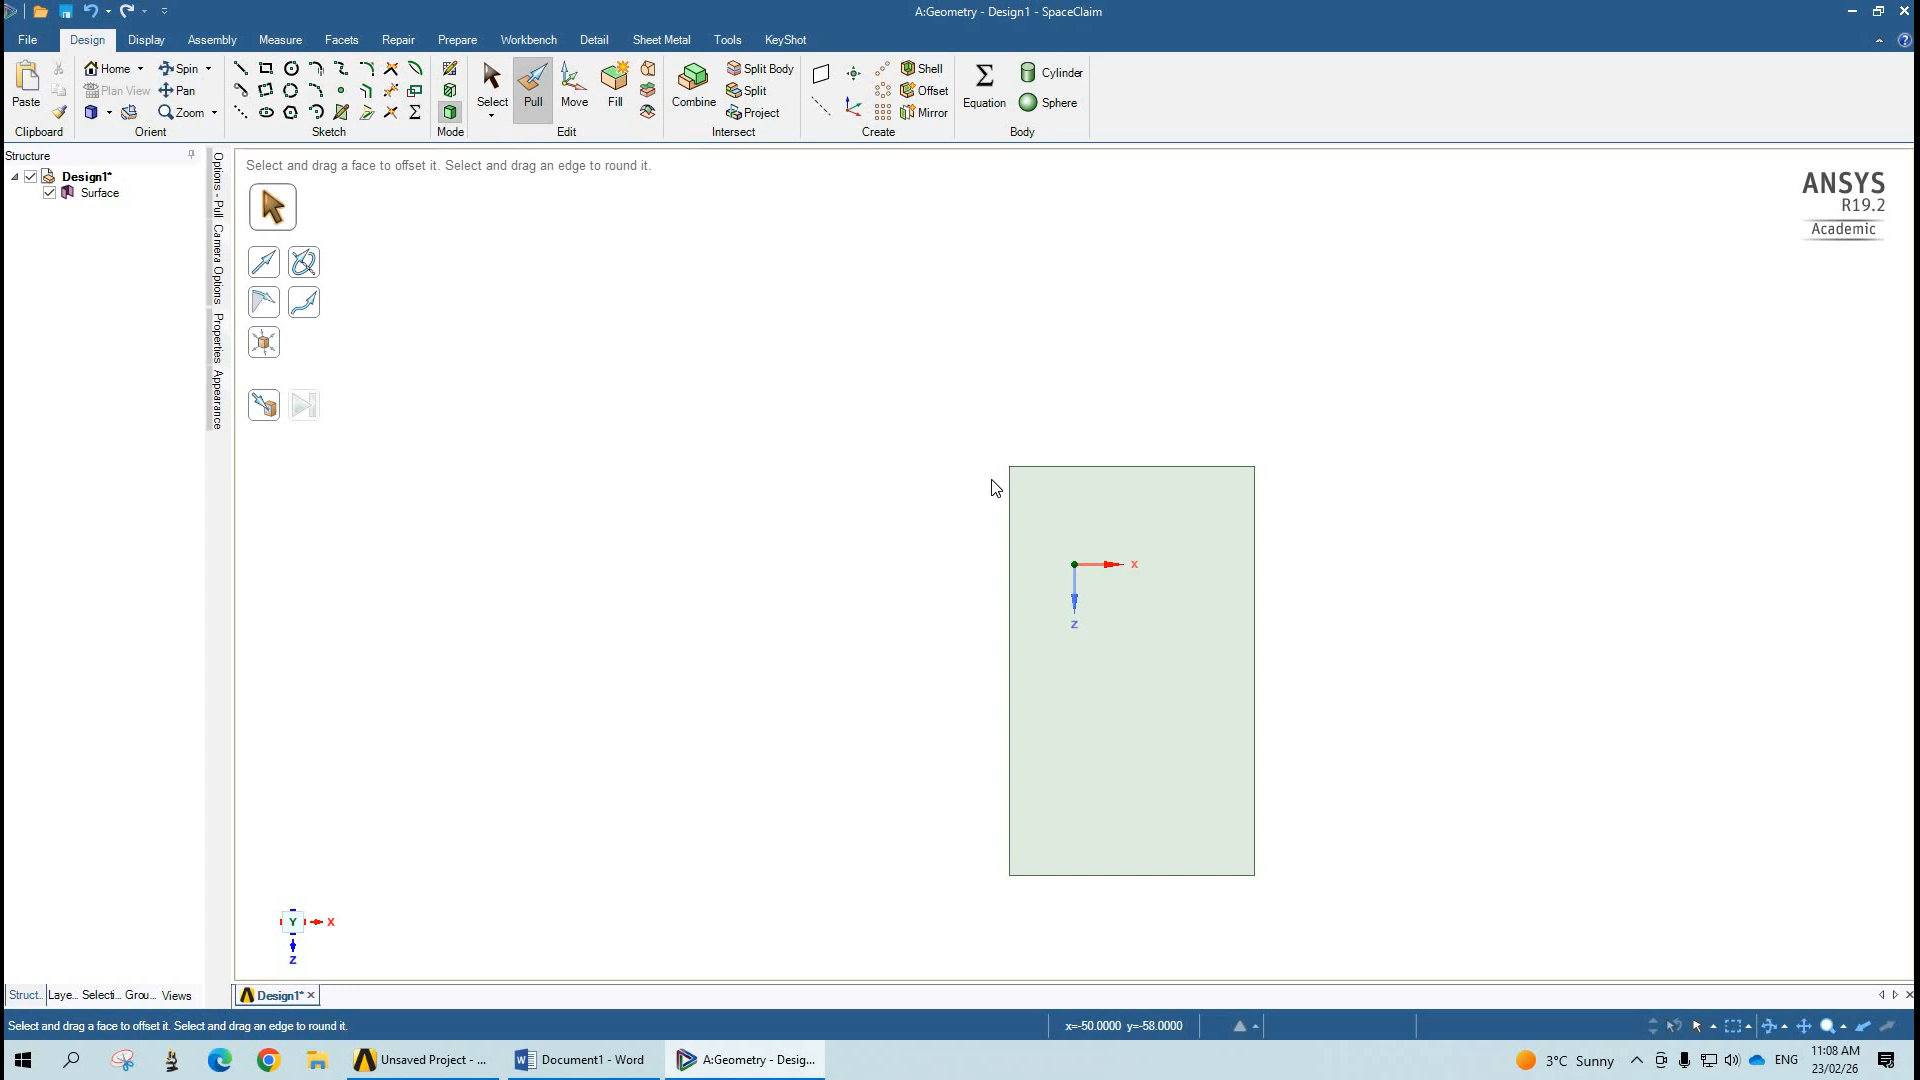 A:Geometry - Design1 - SpaceClaim
File Design Display Assembly Measure Facets Repair Prepare Workbench Detail Sheet Metal Tools KeyShot
Paste
Clipboard
Home Spin
Plan View Pan
Zoom
Orient
Sketch
Mode
Select Pull Move Fill
Edit
Combine
Split Body
Split
Project
Intersect
Shell
Offset
Mirror
Create
Equation
Cylinder
Sphere
Body
Structure
Design1*
Surface
Options - Pull
Camera Options
Properties
Appearance
Select and drag a face to offset it. Select and drag an edge to round it.
ANSYS
R19.2
Academic
X
Z
Y X
Z
Struct... Laye... Selecti... Grou... Views
Design1*
Select and drag a face to offset it. Select and drag an edge to round it.
x=-50.0000 y=-58.0000
Unsaved Project - ...
Document1 - Word
A:Geometry - Desig...
3°C Sunny
ENG
11:08 AM
23/02/26